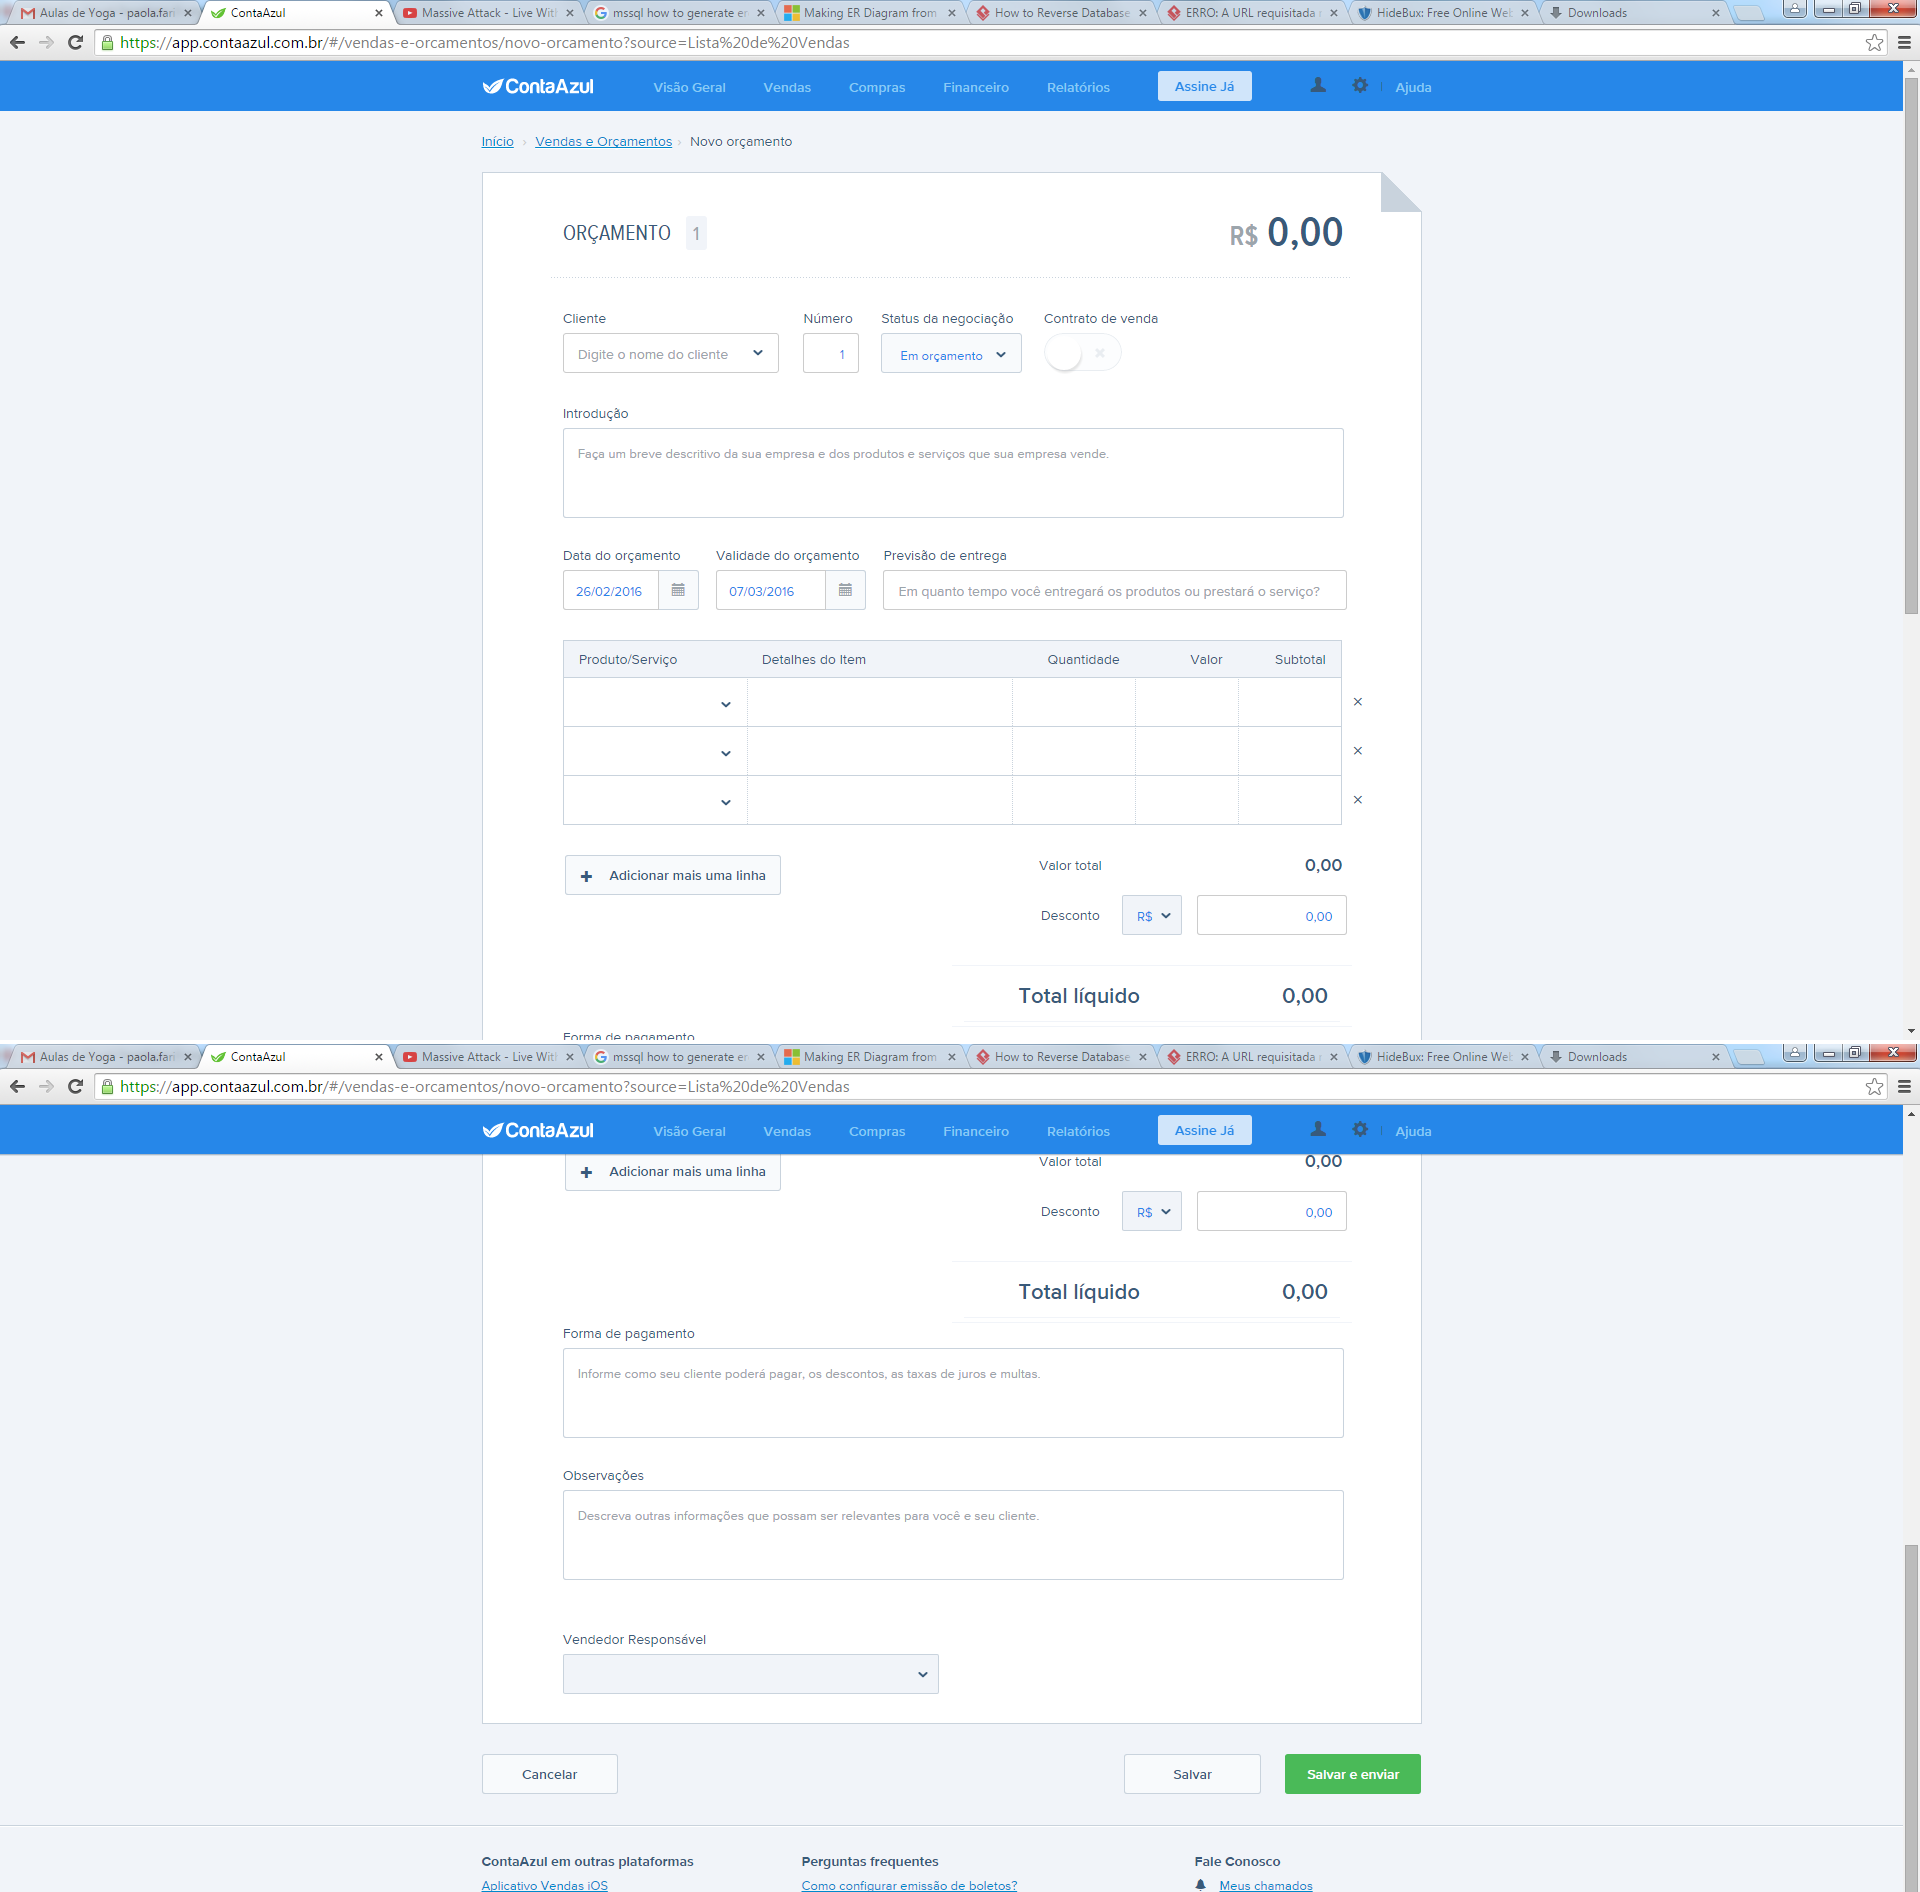 Aulas de Yoga - paola.fari
ContaAzul
Massive Attack - Live Wit
mssql how to generate er
Making ER Diagram from
How to Reverse Database
ERRO: A URL requisitada
HideBux: Free Online Web
Downloads
https://app.contaazul.com.br/#/vendas-e-orcamentos/novo-orcamento?source=Lista%20de%20Vendas
ContaAzul Visão Geral Vendas Compras Financeiro Relatórios Assine Já Ajuda
Início › Vendas e Orçamentos › Novo orçamento
ORÇAMENTO 1 R$ 0,00
Cliente Número Status da negociação Contrato de venda
Digite o nome do cliente 1 Em orçamento
Introdução
Faça um breve descritivo da sua empresa e dos produtos e serviços que sua empresa vende.
Data do orçamento Validade do orçamento Previsão de entrega
26/02/2016 07/03/2016 Em quanto tempo você entregará os produtos ou prestará o serviço?
Produto/Serviço Detalhes do Item Quantidade Valor Subtotal
Adicionar mais uma linha
Valor total 0,00
Desconto R$ 0,00
Total líquido 0,00
Forma de pagamento
Aulas de Yoga - paola.fari
ContaAzul
Massive Attack - Live Wit
mssql how to generate er
Making ER Diagram from
How to Reverse Database
ERRO: A URL requisitada
HideBux: Free Online Web
Downloads
https://app.contaazul.com.br/#/vendas-e-orcamentos/novo-orcamento?source=Lista%20de%20Vendas
ContaAzul Visão Geral Vendas Compras Financeiro Relatórios Assine Já Ajuda
Adicionar mais uma linha
Valor total 0,00
Desconto R$ 0,00
Total líquido 0,00
Forma de pagamento
Informe como seu cliente poderá pagar, os descontos, as taxas de juros e multas.
Observações
Descreva outras informações que possam ser relevantes para você e seu cliente.
Vendedor Responsável
Cancelar Salvar Salvar e enviar
ContaAzul em outras plataformas Perguntas frequentes Fale Conosco
Aplicativo Vendas iOS Como configurar emissão de boletos? Meus chamados